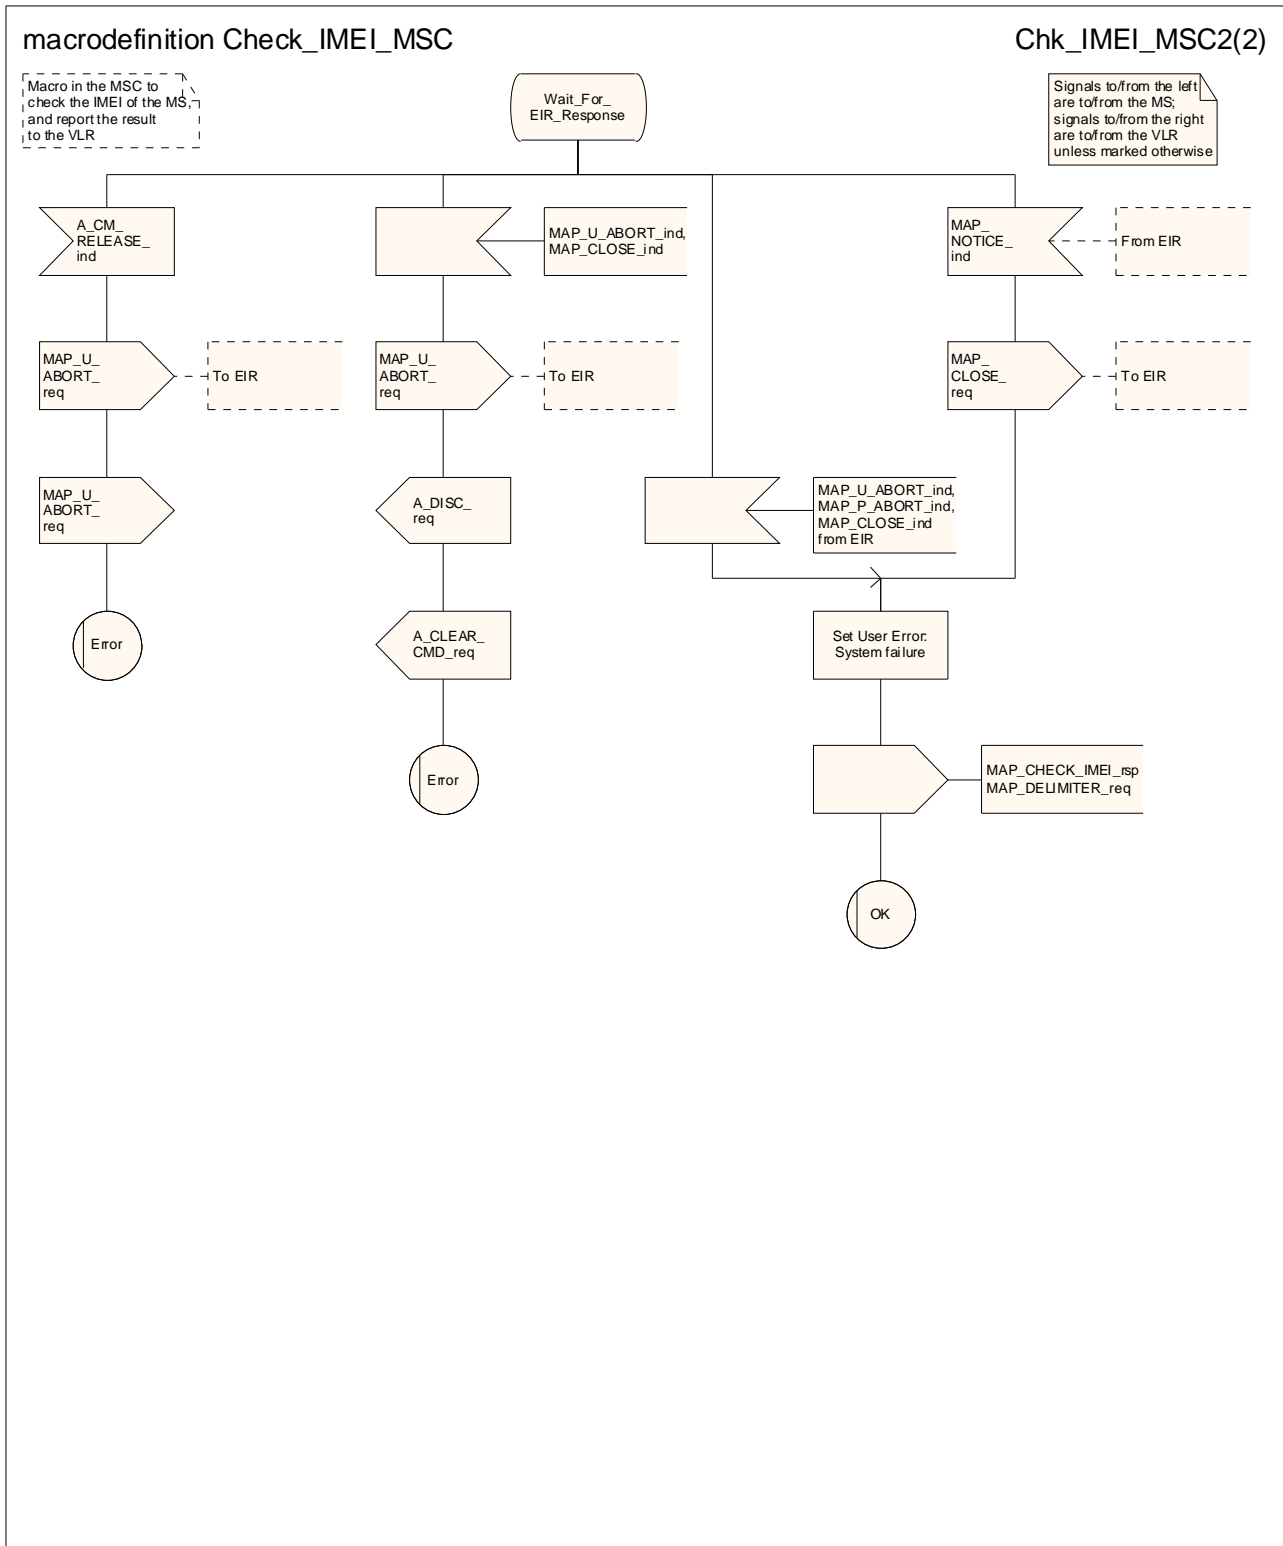 macrodefinition Check_IMEI_MSC
Chk_IMEI_MSC2(2)
Macro in the MSC to
check the IMEI of the MS,
and report the result
to the VLR
Wait_For_
EIR_Response
Signals to/from the left
are to/from the MS;
signals to/from the right
are to/from the VLR
unless marked otherwise
A_CM_
RELEASE_
ind
MAP_U_ABORT_ind,
MAP_CLOSE_ind
MAP_
NOTICE_
ind
From EIR
MAP_U_
ABORT_
req
To EIR
MAP_U_
ABORT_
req
To EIR
MAP_
CLOSE_
req
To EIR
MAP_U_
ABORT_
req
A_DISC_
req
MAP_U_ABORT_ind,
MAP_P_ABORT_ind,
MAP_CLOSE_ind
from EIR
Error
A_CLEAR_
CMD_req
Set User Error:
System failure
Error
MAP_CHECK_IMEI_rsp
MAP_DELIMITER_req
OK